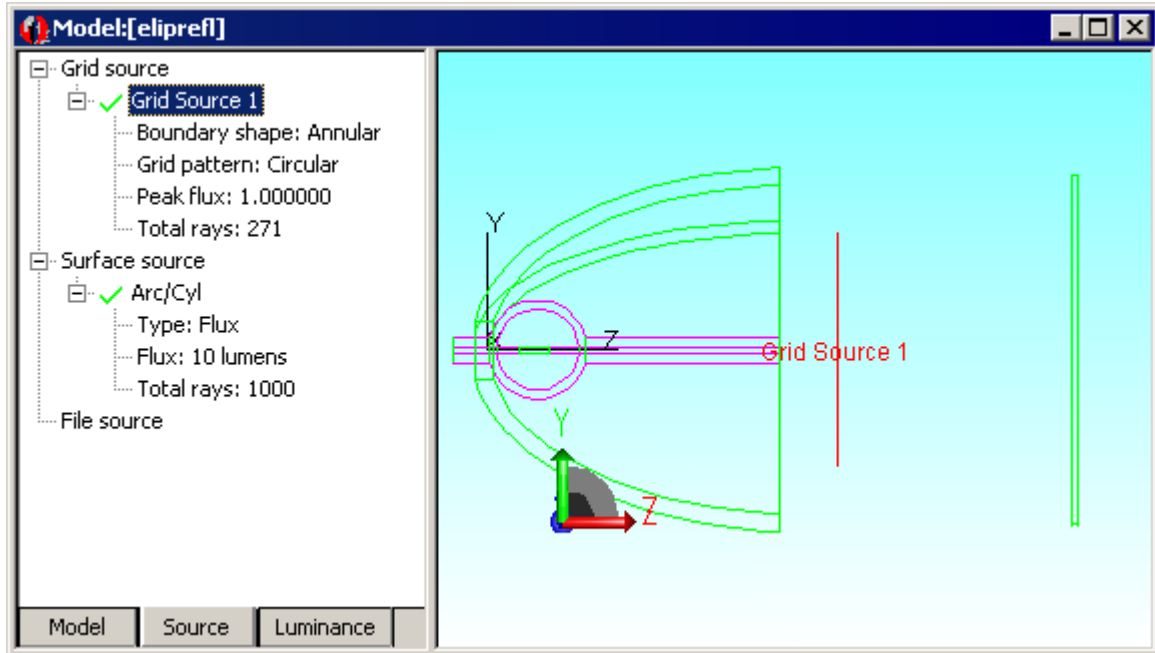 Model:[eliprefl]
Grid source
Grid Source 1
Boundary shape: Annular
Grid pattern: Circular
Peak flux: 1.000000
Total rays: 271
Surface source
Arc/Cyl
Type: Flux
Flux: 10 lumens
Total rays: 1000
File source
Model
Source
Luminance
Y
X
Z
Grid Source 1
Y
Z